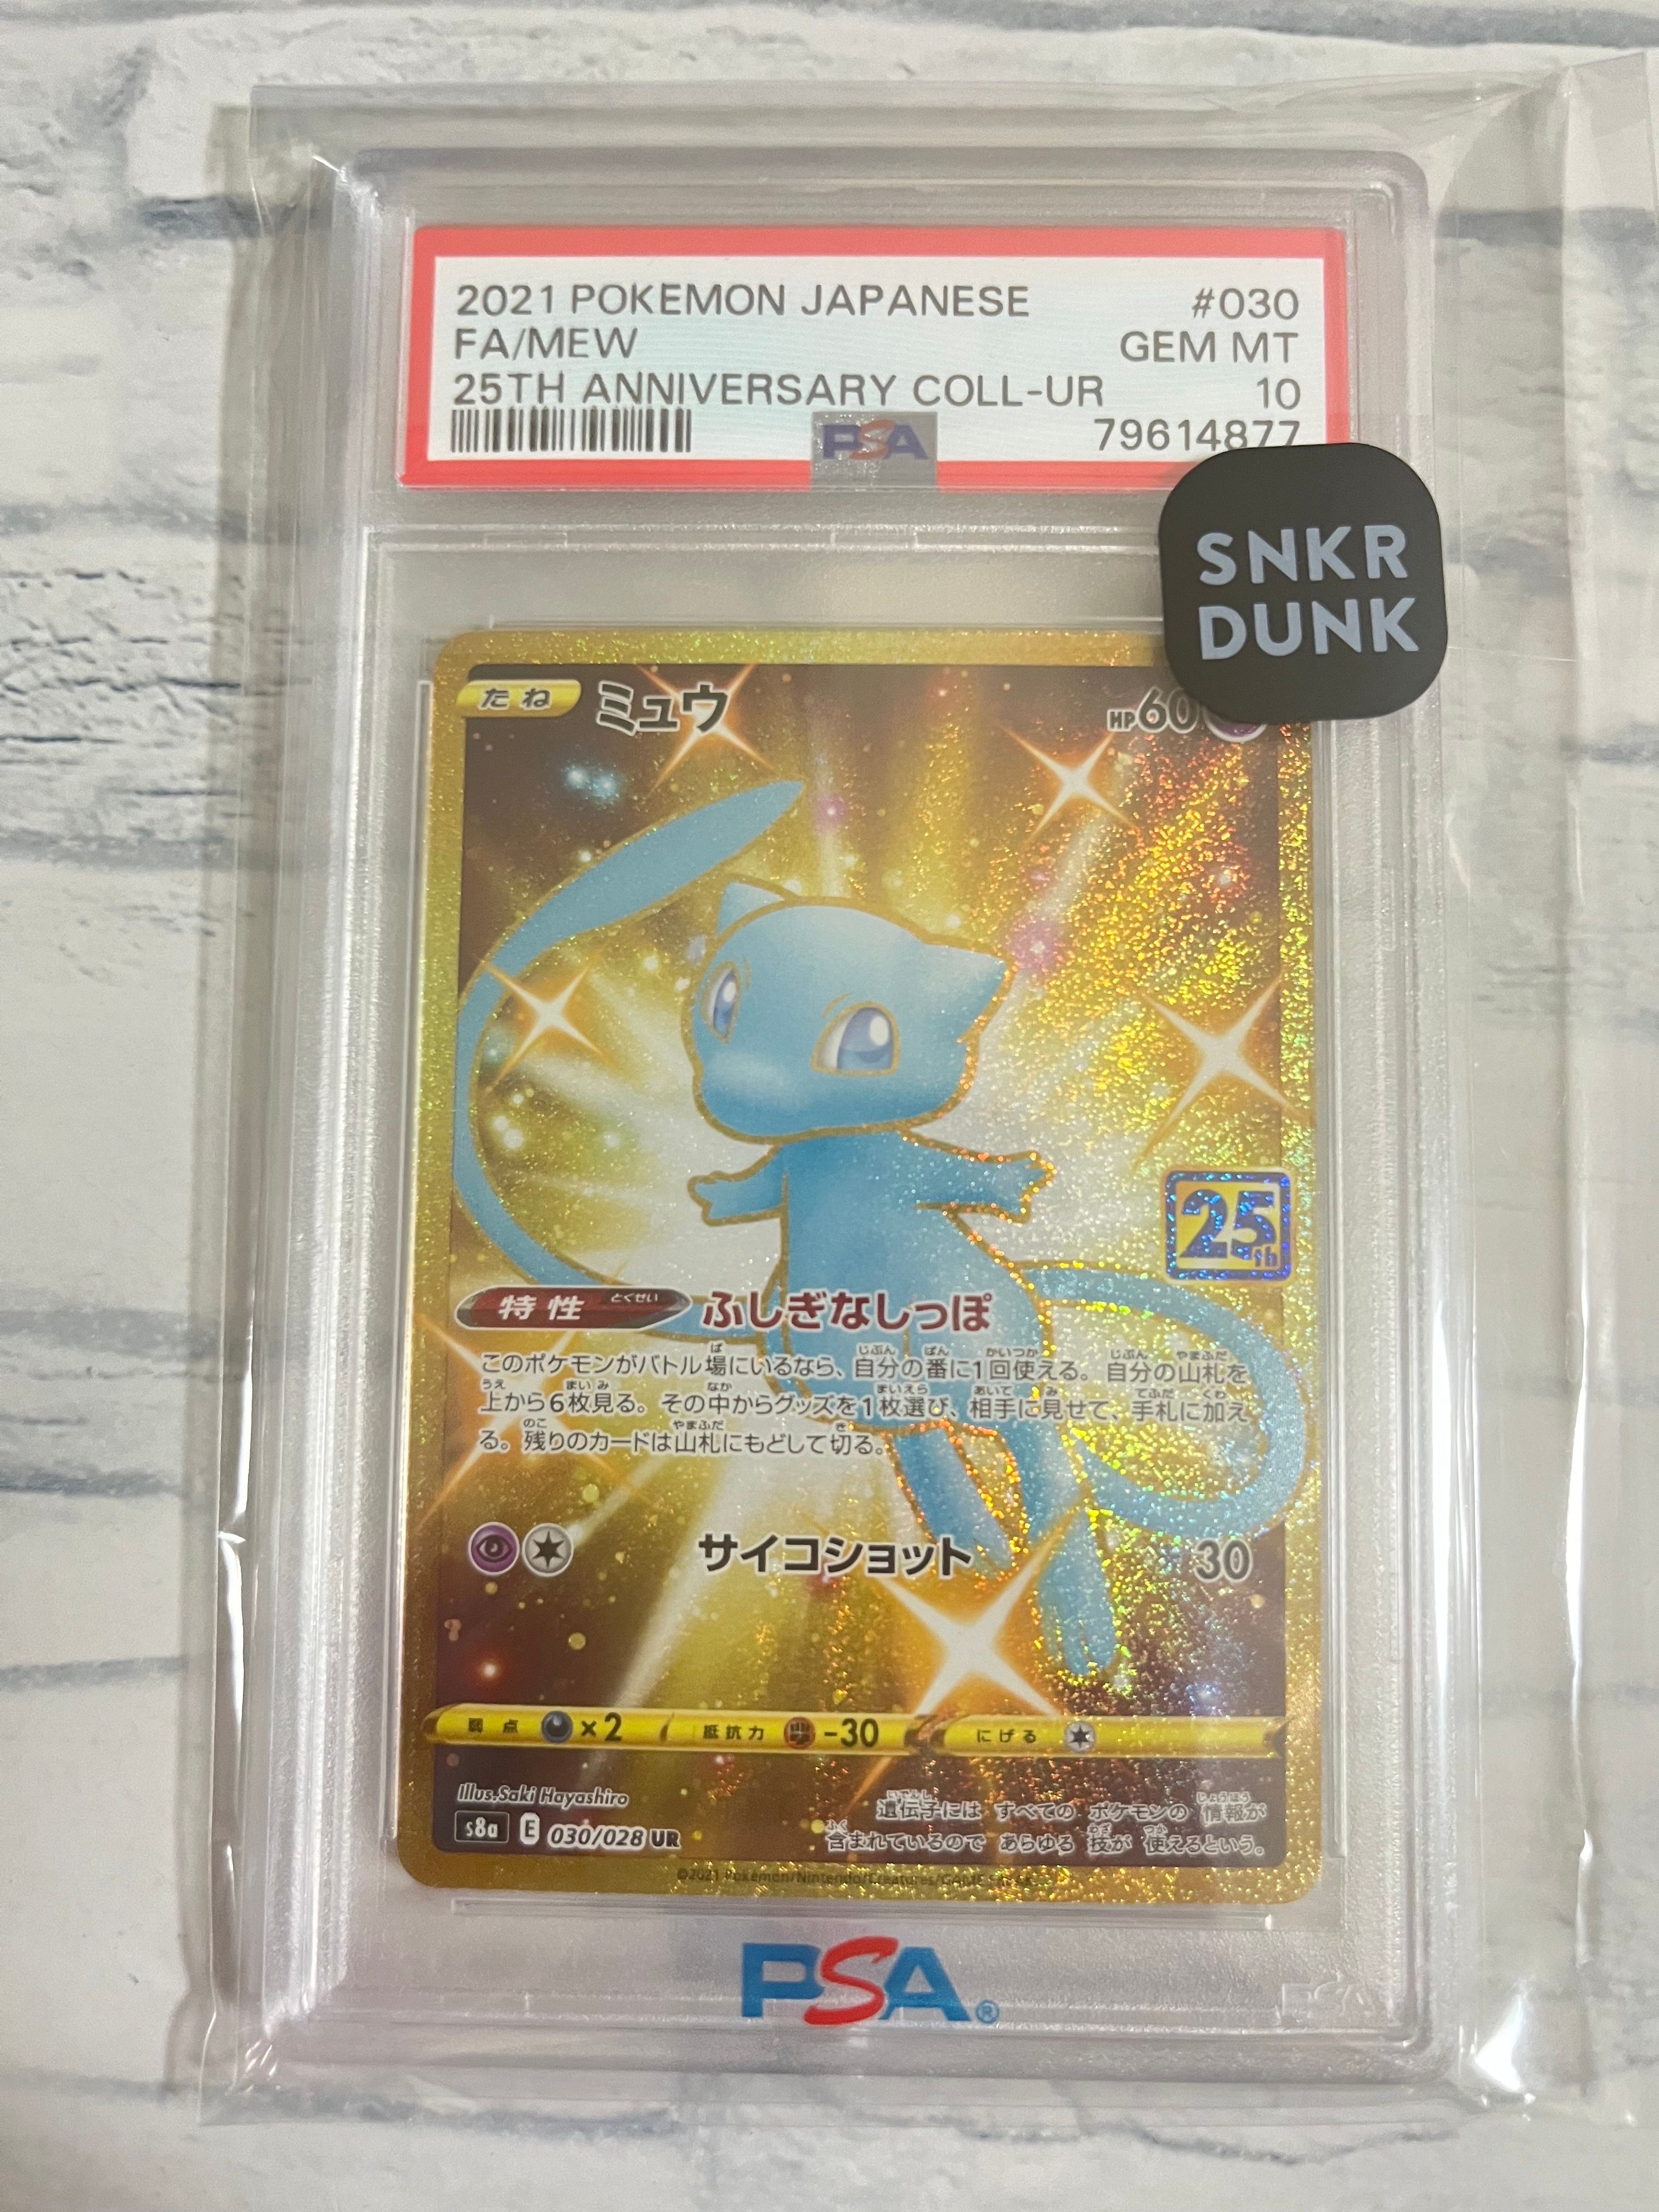 2021 POKEMON JAPANESE #030
FA/MEW GEM MT
25TH ANNIVERSARY COLL-UR 10
PSA 79614877
SNKR
DUNK
たね ミュウ HP60
25th
特性 とくせい ふしぎなしっぽ
このポケモンがバトル場にいるなら、自分の番に1回使える。自分の山札を
上から6枚見る。その中からグッズを1枚選び、相手に見せて、手札に加え
る。残りのカードは山札にもどして切る。
サイコショット 30
弱点 ×2 抵抗力 -30 にげる
Illus.Saki Hayashiro
遺伝子には すべての ポケモンの 情報が
s8a E 030/028 UR
含まれているので あらゆる 技が 使えるという。
©2021 Pokémon/Nintendo/Creatures/GAME FREAK
PSA®